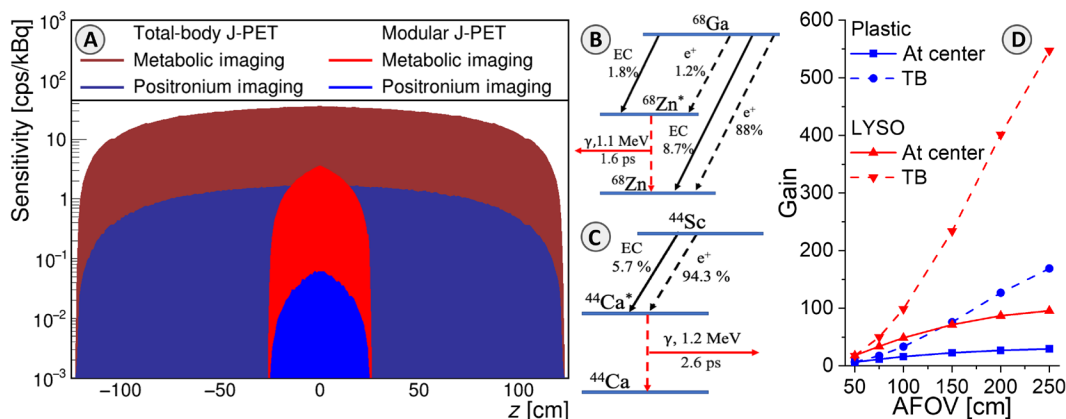 A
Total-body J-PET Modular J-PET
Metabolic imaging Metabolic imaging
Positronium imaging Positronium imaging
Sensitivity [cps/kBq]
10³
10²
10
1
10⁻¹
10⁻²
10⁻³
−100 −50 0 50 100
z [cm]
B
⁶⁸Ga
EC
1.8%
e⁺
1.2%
⁶⁸Zn*
γ,1.1 MeV
1.6 ps
EC
8.7%
e⁺
88%
⁶⁸Zn
C
⁴⁴Sc
EC
5.7 %
e⁺
94.3 %
⁴⁴Ca*
γ, 1.2 MeV
2.6 ps
⁴⁴Ca
D
Plastic
At center
TB
LYSO
At center
TB
Gain
600
500
400
300
200
100
0
50 100 150 200 250
AFOV [cm]